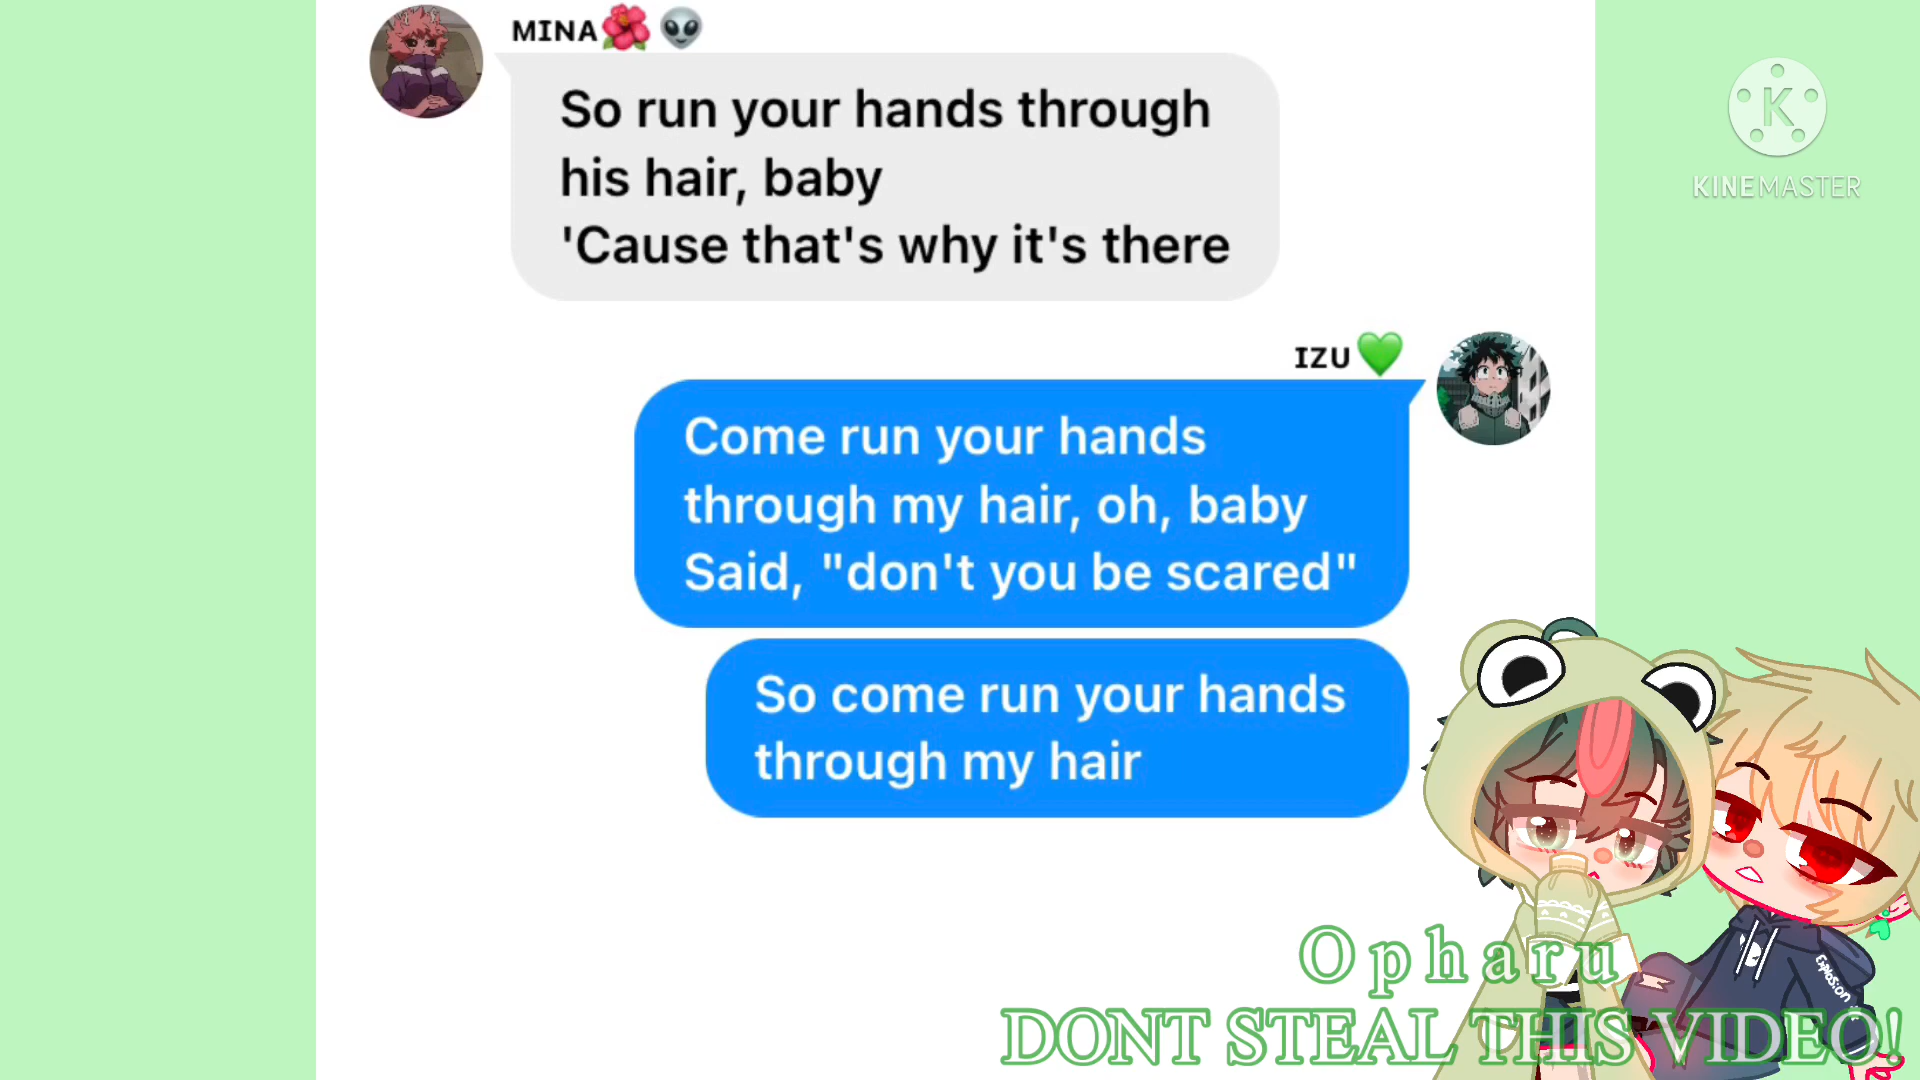 MINA🌺👽
So run your hands through
his hair, baby
'Cause that's why it's there
IZU💚
Come run your hands
through my hair, oh, baby
Said, "don't you be scared"
So come run your hands
through my hair
K
KINEMASTER
Explosion
Opharu
DONT STEAL THIS VIDEO!